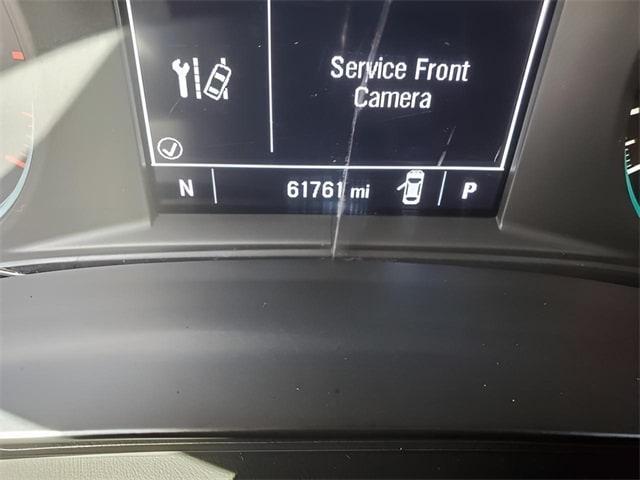 Service Front
Camera
N 61761 mi P